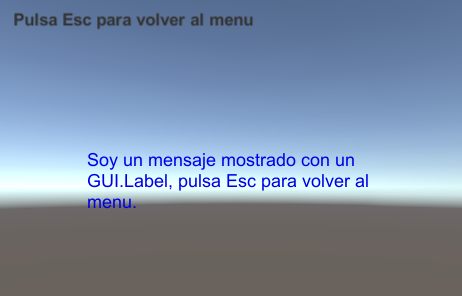 Pulsa Esc para volver al menu
Soy un mensaje mostrado con un
GUI.Label, pulsa Esc para volver al
menu.